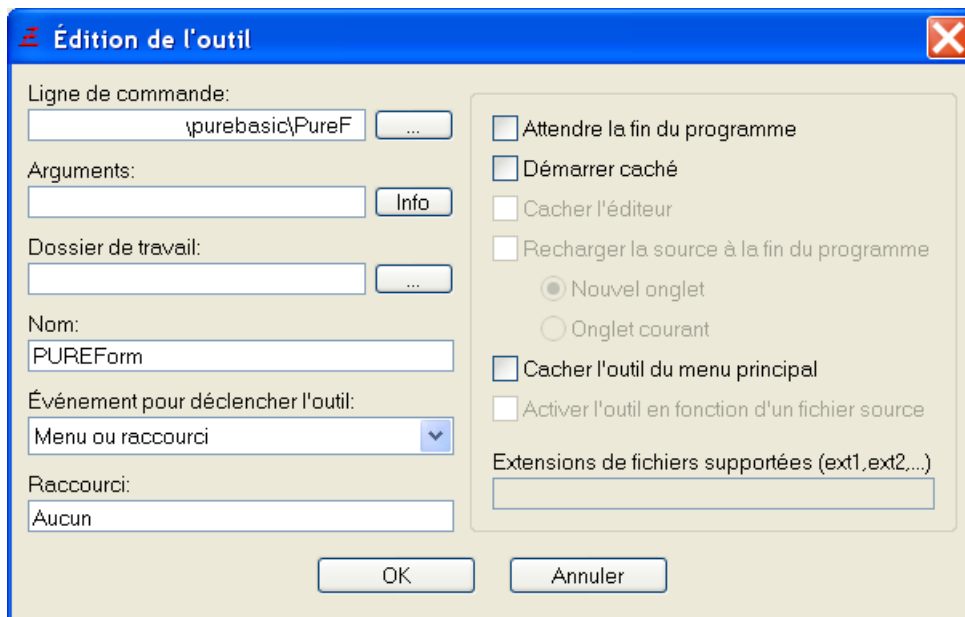 Édition de l'outil
Ligne de commande:
\purebasic\PureF
...
Arguments:
Info
Dossier de travail:
...
Nom:
PUREForm
Événement pour déclencher l'outil:
Menu ou raccourci
Raccourci:
Aucun
Attendre la fin du programme
Démarrer caché
Cacher l'éditeur
Recharger la source à la fin du programme
Nouvel onglet
Onglet courant
Cacher l'outil du menu principal
Activer l'outil en fonction d'un fichier source
Extensions de fichiers supportées (ext1,ext2,...)
OK
Annuler